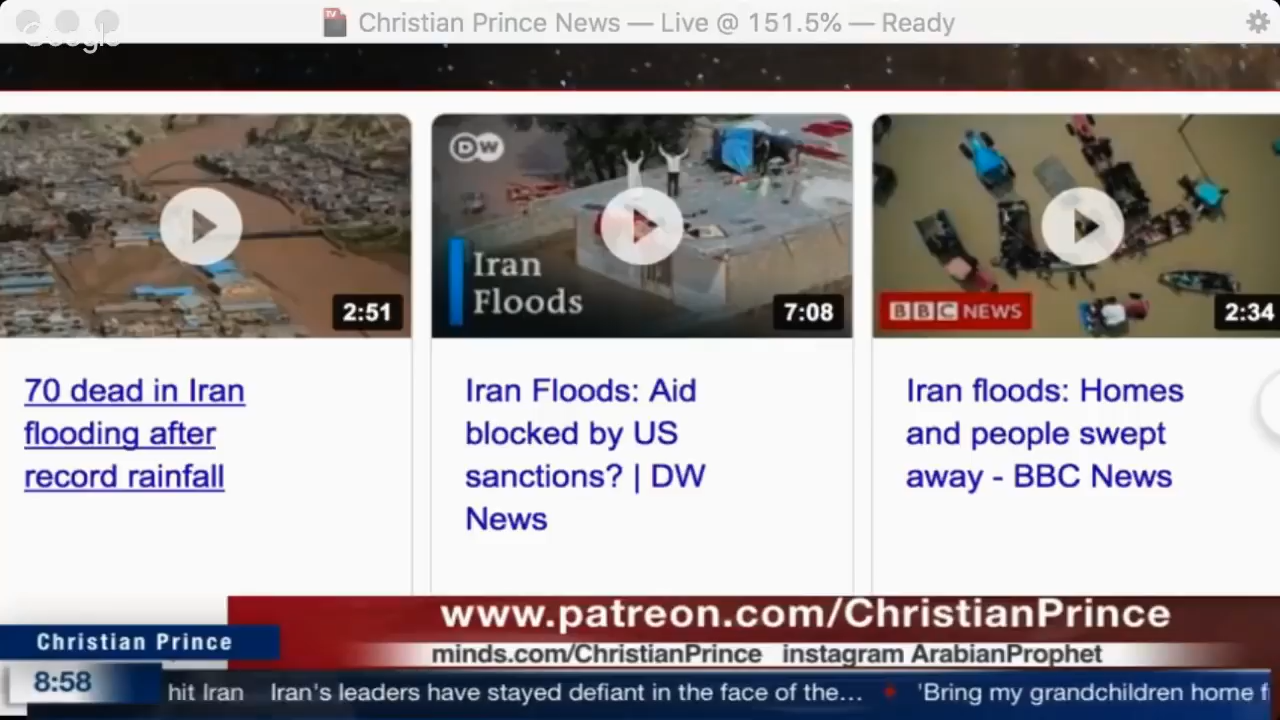 Christian Prince News — Live @ 151.5% — Ready
Google
DW
Iran
Floods
BBC NEWS
2:51
7:08
2:34
70 dead in Iran
flooding after
record rainfall
Iran Floods: Aid
blocked by US
sanctions? | DW
News
Iran floods: Homes
and people swept
away - BBC News
www.patreon.com/ChristianPrince
Christian Prince
minds.com/ChristianPrince instagram ArabianProphet
8:58
hit Iran Iran's leaders have stayed defiant in the face of the... • 'Bring my grandchildren home